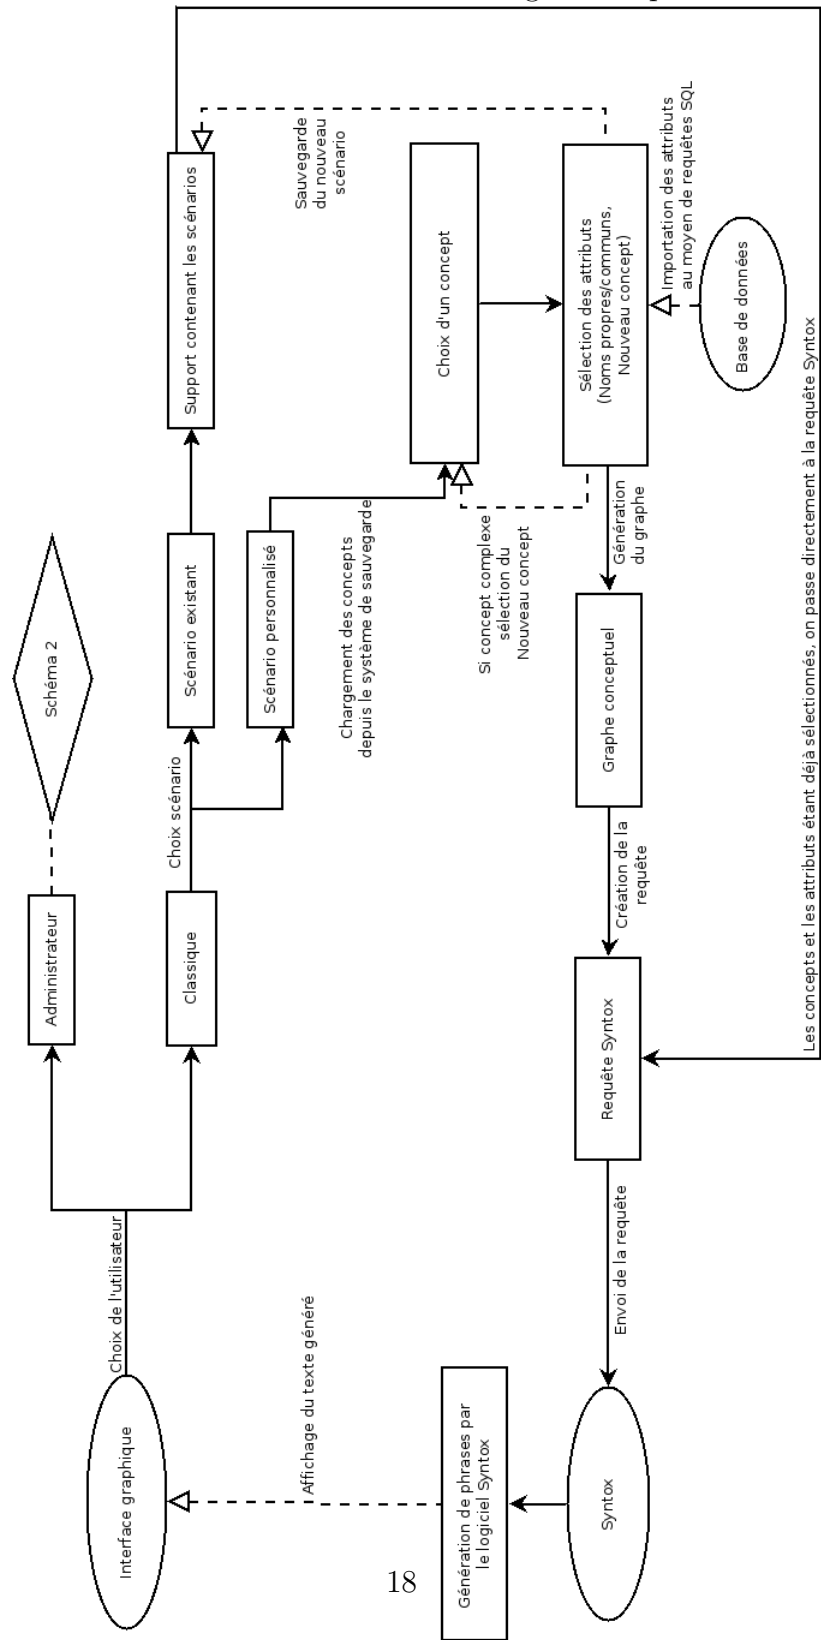 Interface graphique
Choix de l'utilisateur
Administrateur
Schéma 2
Classique
Choix scénario
Scénario existant
Support contenant les scénarios
Scénario personnalisé
Chargement des concepts
depuis le système de sauvegarde
Choix d'un concept
Sauvegarde
du nouveau
scénario
Sélection des attributs
(Noms propres/communs,
Nouveau concept)
Importation des attributs
au moyen de requêtes SQL
Base de données
Si concept complexe
sélection du
Nouveau concept
Génération
du graphe
Graphe conceptuel
Création de la
requête
Requête Syntox
Les concepts et les attributs étant déjà sélectionnés, on passe directement à la requête Syntox
Envoi de la requête
Syntox
Génération de phrases par
le logiciel Syntox
Affichage du texte généré
18